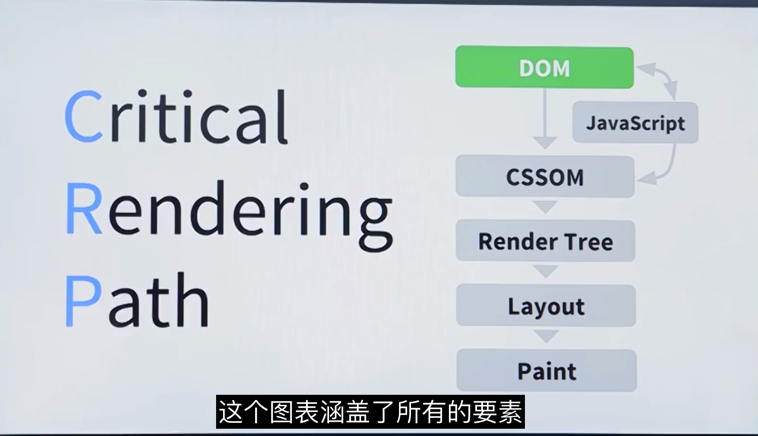 Critical
Rendering
Path
DOM
JavaScript
CSSOM
Render Tree
Layout
Paint
这个图表涵盖了所有的要素